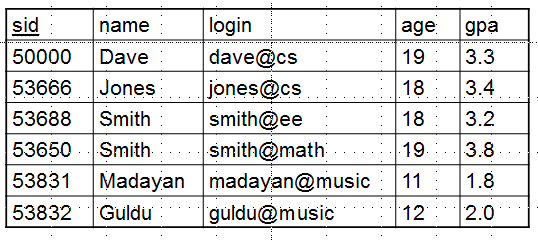 sid name login age gpa
50000 Dave dave@cs 19 3.3
53666 Jones jones@cs 18 3.4
53688 Smith smith@ee 18 3.2
53650 Smith smith@math 19 3.8
53831 Madayan madayan@music 11 1.8
53832 Guldu guldu@music 12 2.0